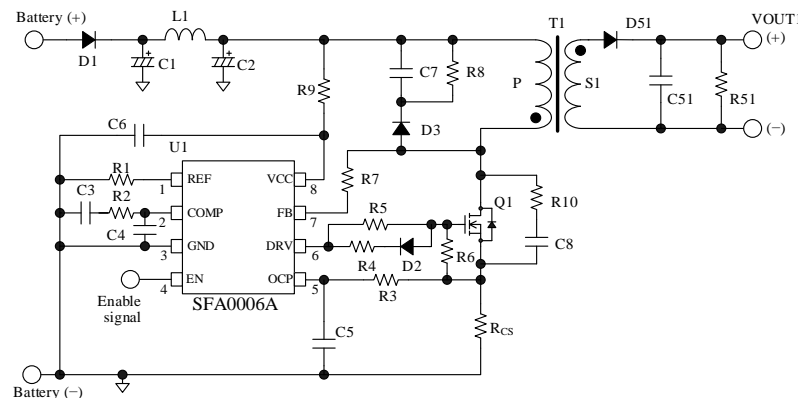 Battery (+)
L1
T1
D51
VOUT1
(+)
D1
C1
C2
C7
R8
P
S1
C51
R51
R9
C6
U1
D3
(−)
R1
REF
VCC
R7
1
8
C3
R2
COMP
FB
R5
Q1
R10
2
7
C4
GND
DRV
R6
C8
3
6
R4
D2
EN
OCP
Enable
signal
4
5
R3
SFA0006A
C5
RCS
Battery (−)